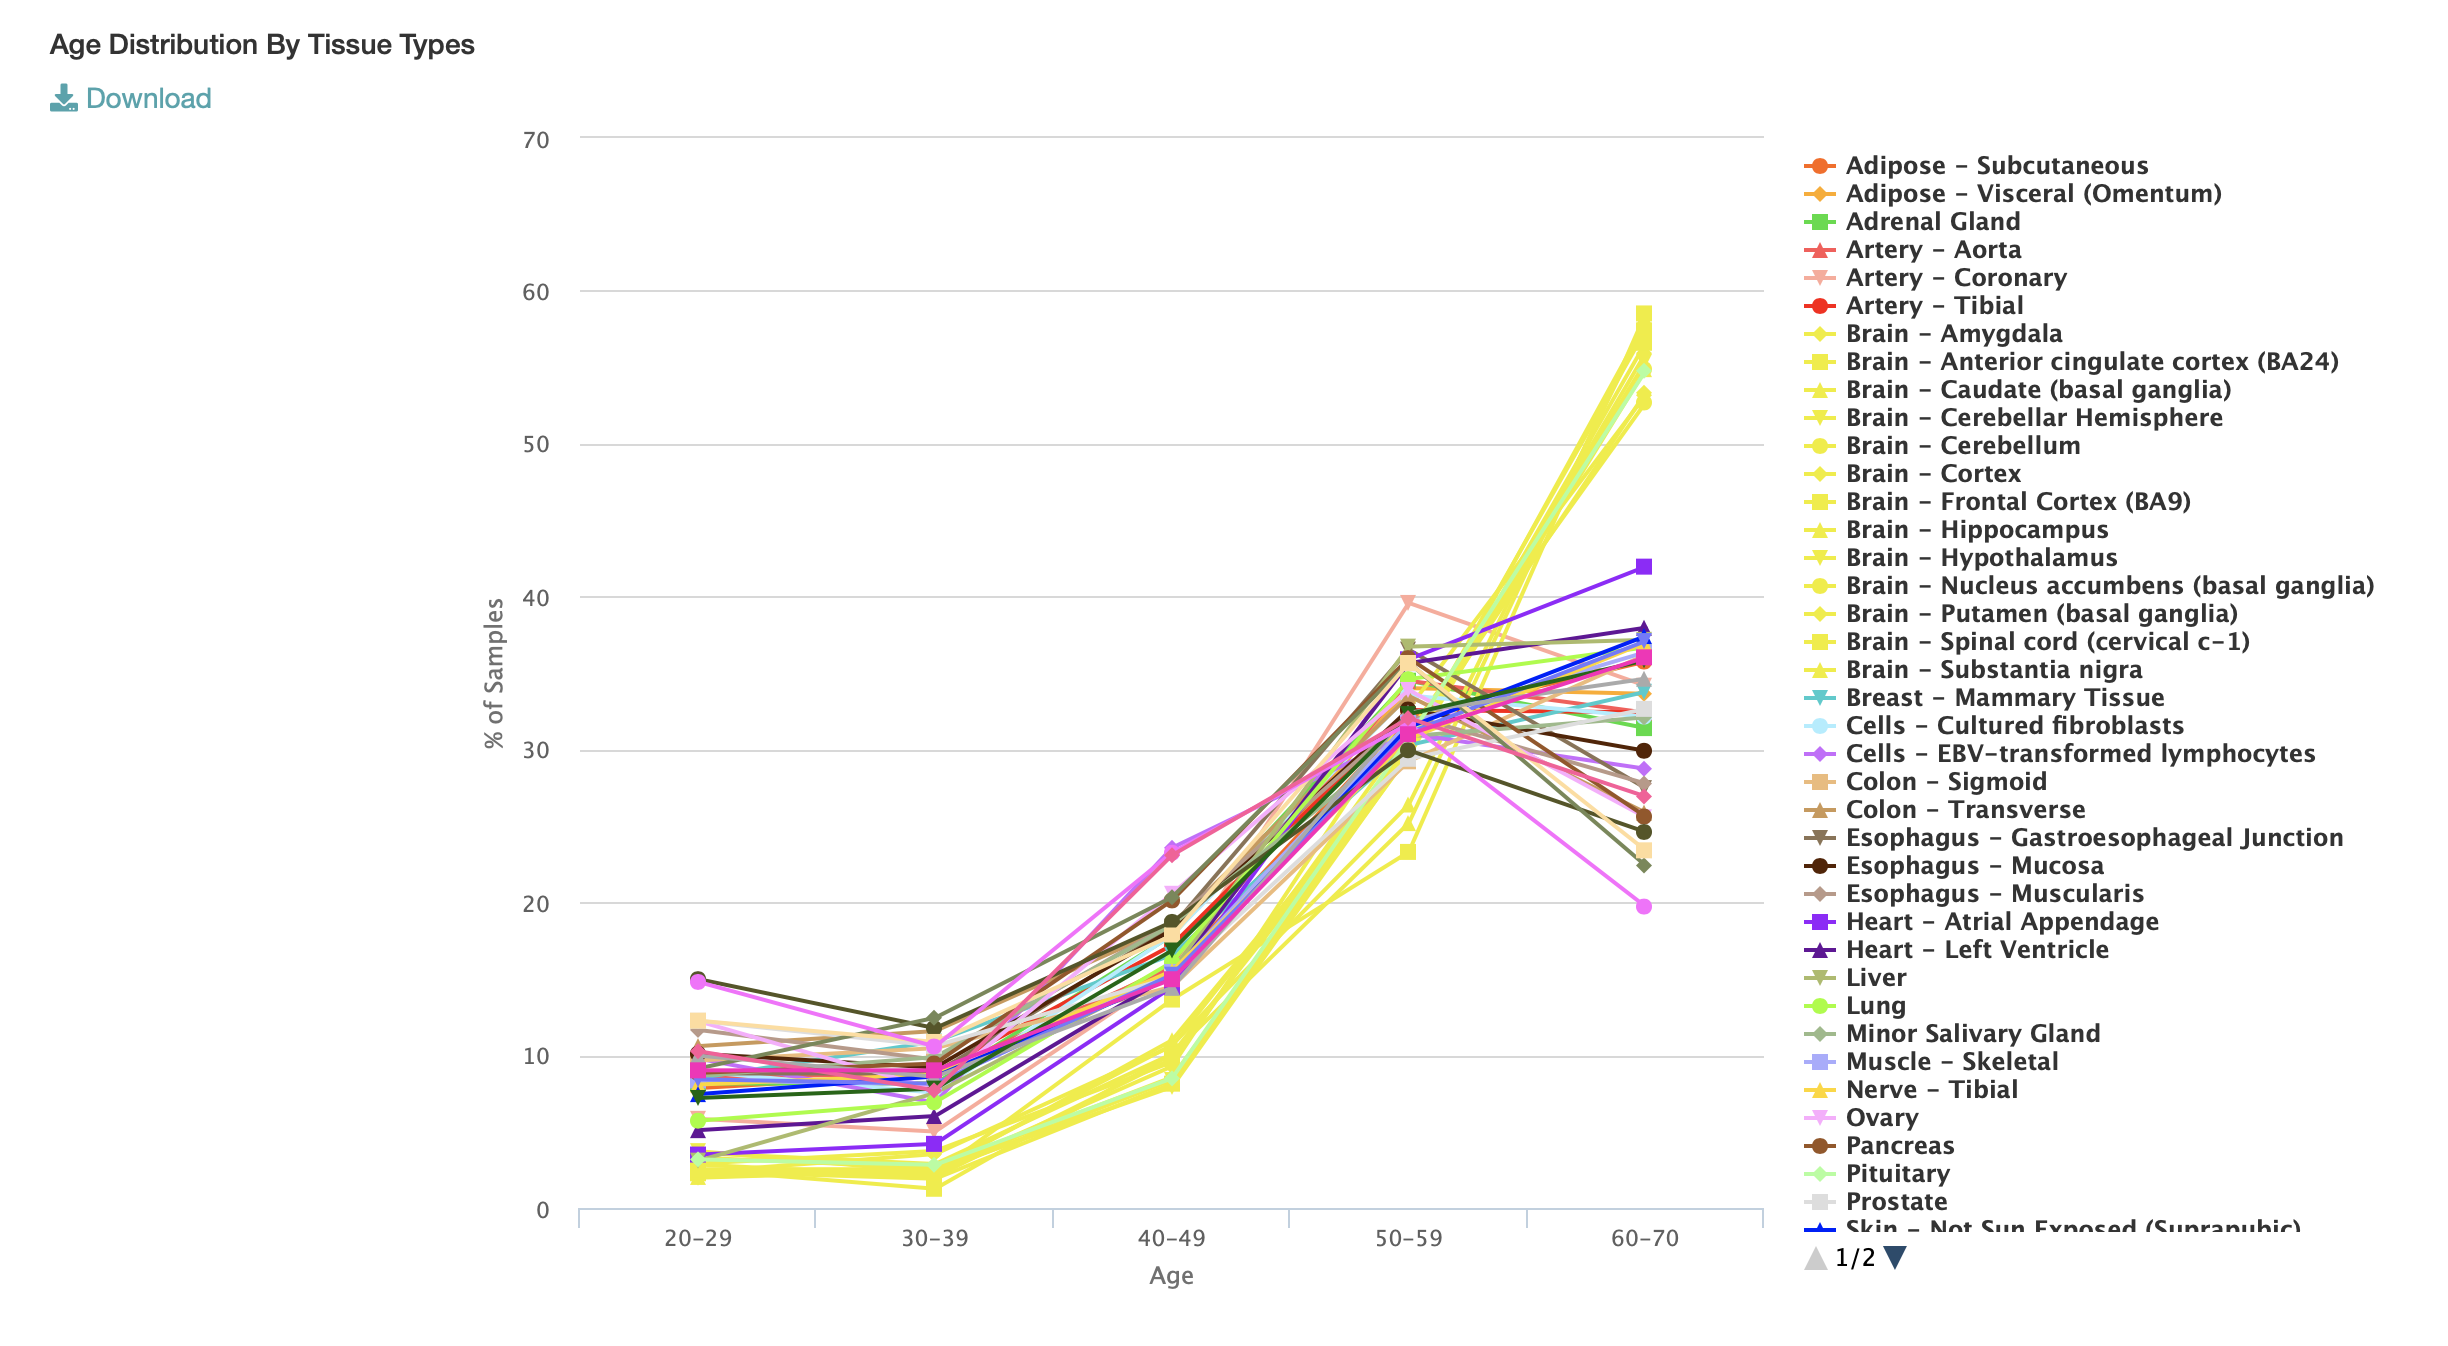 Age Distribution By Tissue Types
Download
70
60
50
40
30
20
10
0
% of Samples
20–29
30–39
40–49
50–59
60–70
Age
Adipose – Subcutaneous
Adipose – Visceral (Omentum)
Adrenal Gland
Artery – Aorta
Artery – Coronary
Artery – Tibial
Brain – Amygdala
Brain – Anterior cingulate cortex (BA24)
Brain – Caudate (basal ganglia)
Brain – Cerebellar Hemisphere
Brain – Cerebellum
Brain – Cortex
Brain – Frontal Cortex (BA9)
Brain – Hippocampus
Brain – Hypothalamus
Brain – Nucleus accumbens (basal ganglia)
Brain – Putamen (basal ganglia)
Brain – Spinal cord (cervical c–1)
Brain – Substantia nigra
Breast – Mammary Tissue
Cells – Cultured fibroblasts
Cells – EBV–transformed lymphocytes
Colon – Sigmoid
Colon – Transverse
Esophagus – Gastroesophageal Junction
Esophagus – Mucosa
Esophagus – Muscularis
Heart – Atrial Appendage
Heart – Left Ventricle
Liver
Lung
Minor Salivary Gland
Muscle – Skeletal
Nerve – Tibial
Ovary
Pancreas
Pituitary
Prostate
Skin – Not Sun Exposed (Suprapubic)
1/2